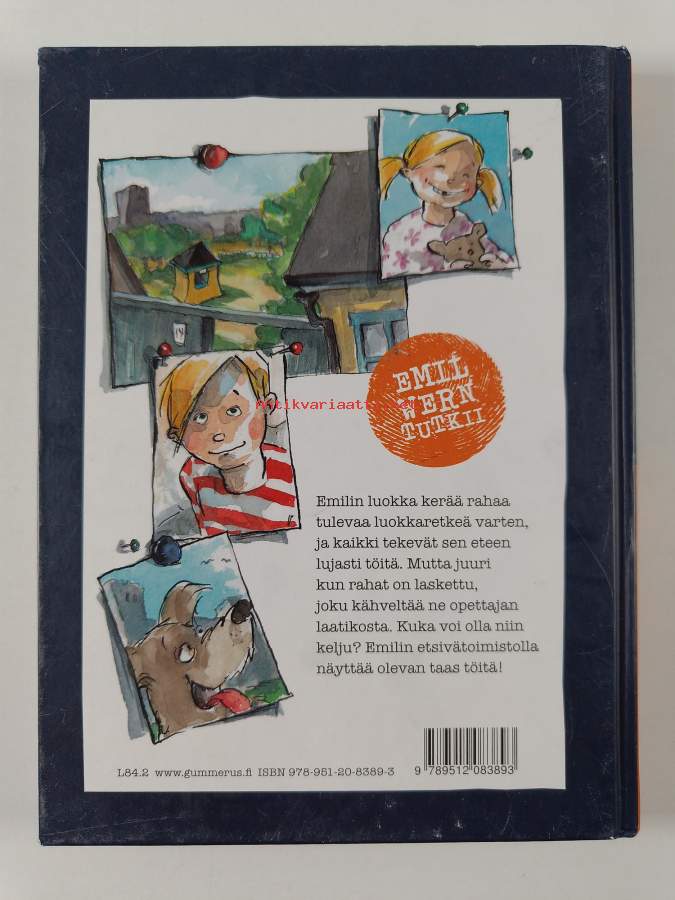 14
EMIL
WERN
TUTKII
Emilin luokka kerää rahaa
tulevaa luokkaretkeä varten,
ja kaikki tekevät sen eteen
lujasti töitä. Mutta juuri
kun rahat on laskettu,
joku kähveltää ne opettajan
laatikosta. Kuka voi olla niin
kelju? Emilin etsivätoimistolla
näyttää olevan taas töitä!
L84.2 www.gummerus.fi ISBN 978-951-20-8389-3
9 789512 083893